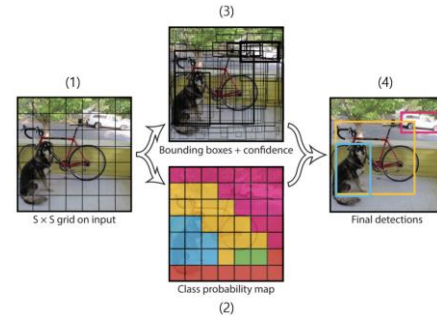 (3)
(1)
(4)
Bounding boxes + confidence
S × S grid on input
Final detections
Class probability map
(2)